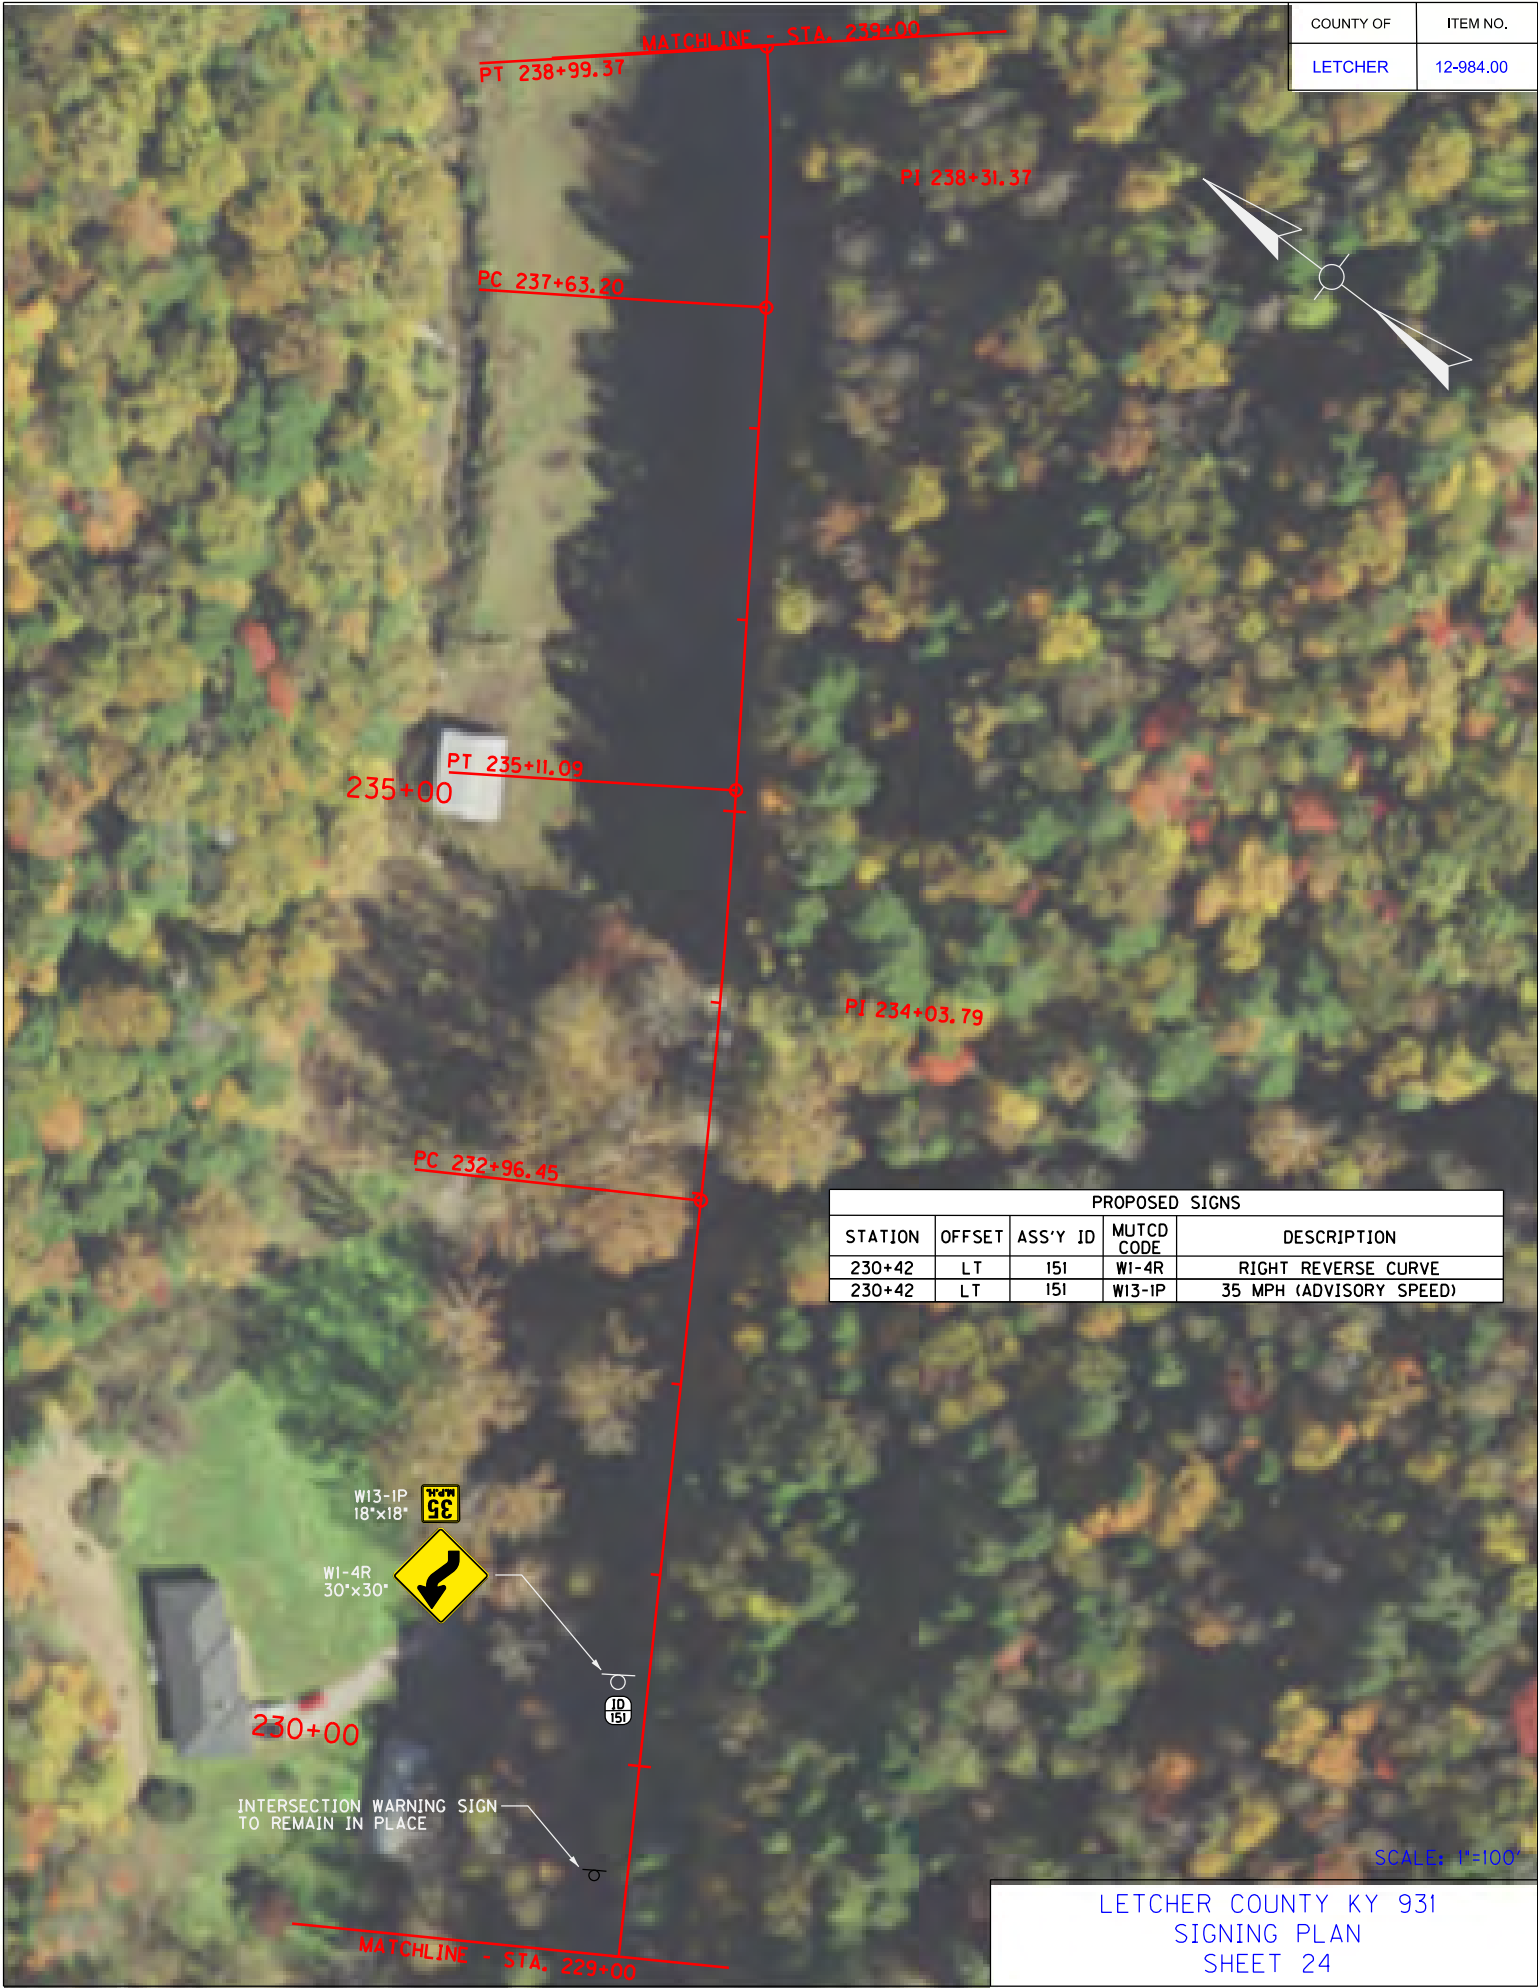 COUNTY OF
ITEM NO.
LETCHER
12-984.00
MATCHLINE - STA. 239+00
PT 238+99.37
PI 238+31.37
PC 237+63.20
PT 235+11.09
235+00
PI 234+03.79
PC 232+96.45
PROPOSED SIGNS
STATION OFFSET ASS'Y ID MUTCD CODE DESCRIPTION
230+42 LT 151 W1-4R RIGHT REVERSE CURVE
230+42 LT 151 W13-1P 35 MPH (ADVISORY SPEED)
W13-1P
18"x18"
35
M.P.H.
W1-4R
30"x30"
ID
151
230+00
INTERSECTION WARNING SIGN
TO REMAIN IN PLACE
MATCHLINE - STA. 229+00
SCALE: 1"=100'
LETCHER COUNTY KY 931
SIGNING PLAN
SHEET 24